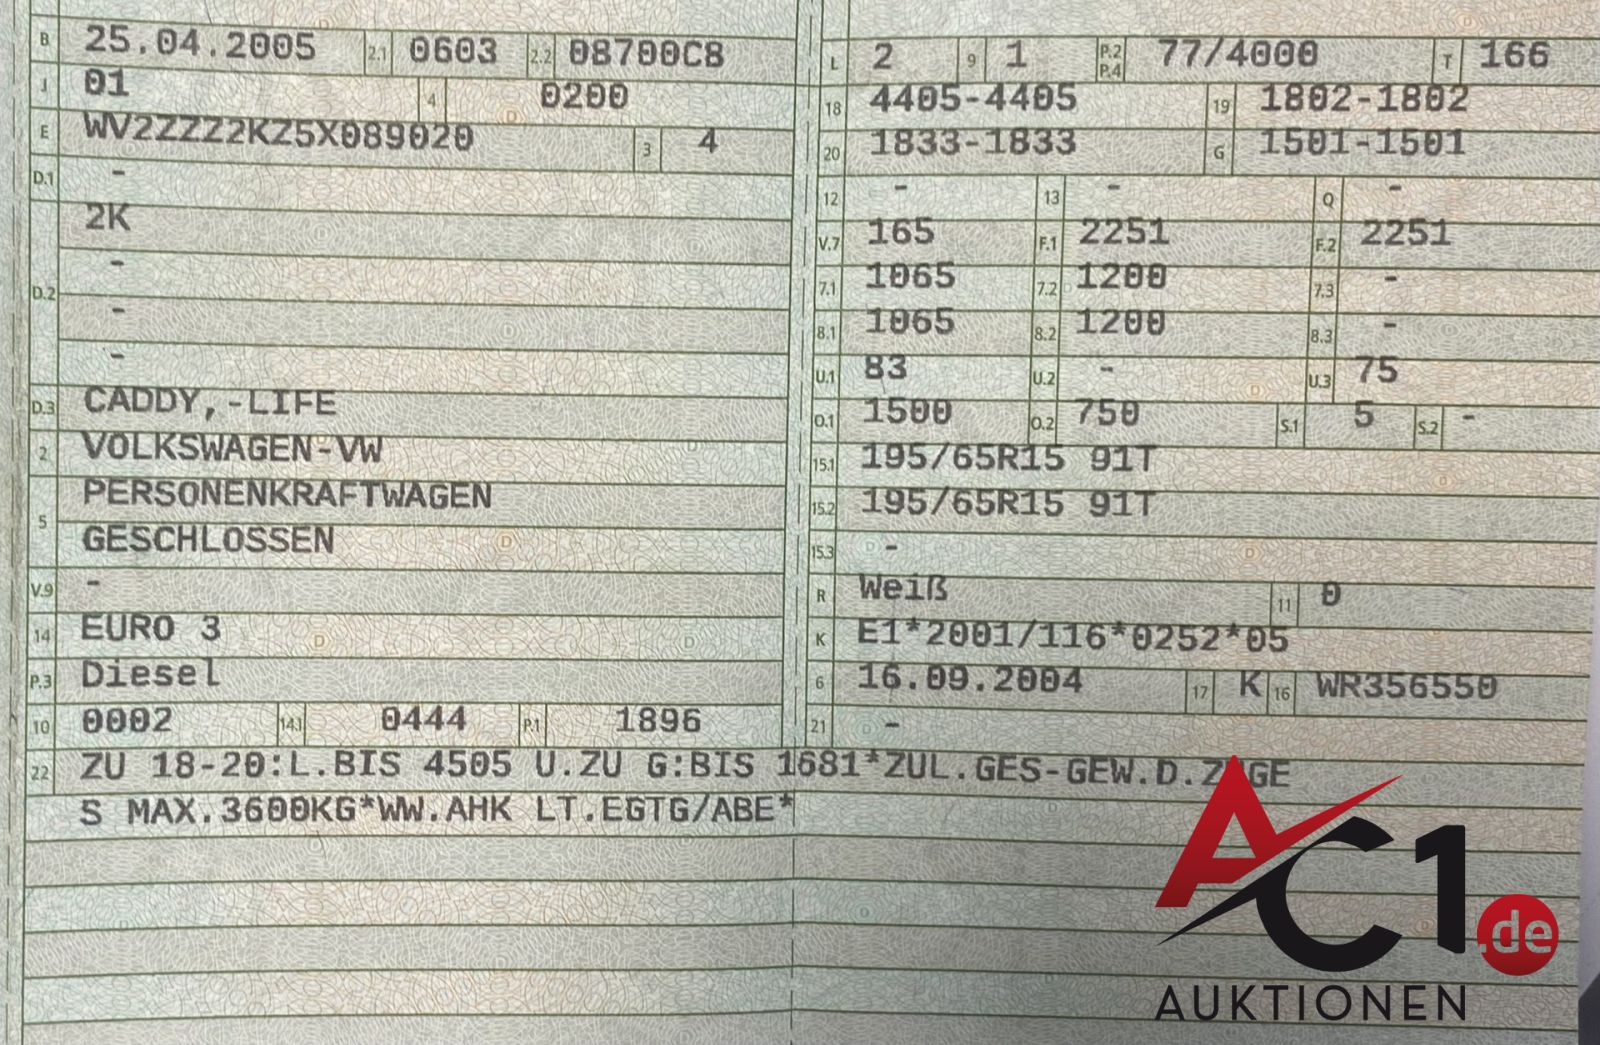 B 25.04.2005 2.1 0603 2.2 08700C8
J 01 4 0200
E WV2ZZZ2KZ5X089020 3 4
D.1 -
2K
-
D.2
-
-
D.3 CADDY,-LIFE
2 VOLKSWAGEN-VW
PERSONENKRAFTWAGEN
5
GESCHLOSSEN
V.9 -
14 EURO 3
P.3 Diesel
10 0002 14.1 0444 P.1 1896
L 2 9 1 P.2 P.4 77/4000 T 166
18 4405-4405 19 1802-1802
20 1833-1833 G 1501-1501
12 - 13 - Q -
V.7 165 F.1 2251 F.2 2251
7.1 1065 7.2 1200 7.3 -
8.1 1065 8.2 1200 8.3 -
U.1 83 U.2 - U.3 75
O.1 1500 O.2 750 S.1 5 S.2 -
15.1 195/65R15 91T
15.2 195/65R15 91T
15.3 -
R Weiß 11 0
K E1*2001/116*0252*05
6 16.09.2004 17 K 16 WR356550
21 -
22 ZU 18-20:L.BIS 4505 U.ZU G:BIS 1681*ZUL.GES-GEW.D.ZUGE
S MAX.3600KG*WW.AHK LT.EGTG/ABE*
AC1.de
AUKTIONEN